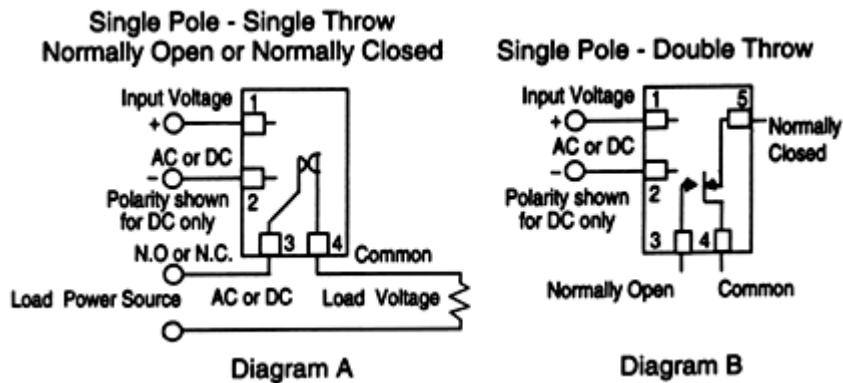 Single Pole - Single Throw
Normally Open or Normally Closed
Input Voltage
1
+
AC or DC
-
2
Polarity shown
for DC only
N.O or N.C.
3
4
Common
Load Power Source
AC or DC
Load Voltage
Diagram A
Single Pole - Double Throw
Input Voltage
1
5
+
Normally
Closed
AC or DC
-
2
Polarity shown
for DC only
3
4
Normally Open
Common
Diagram B